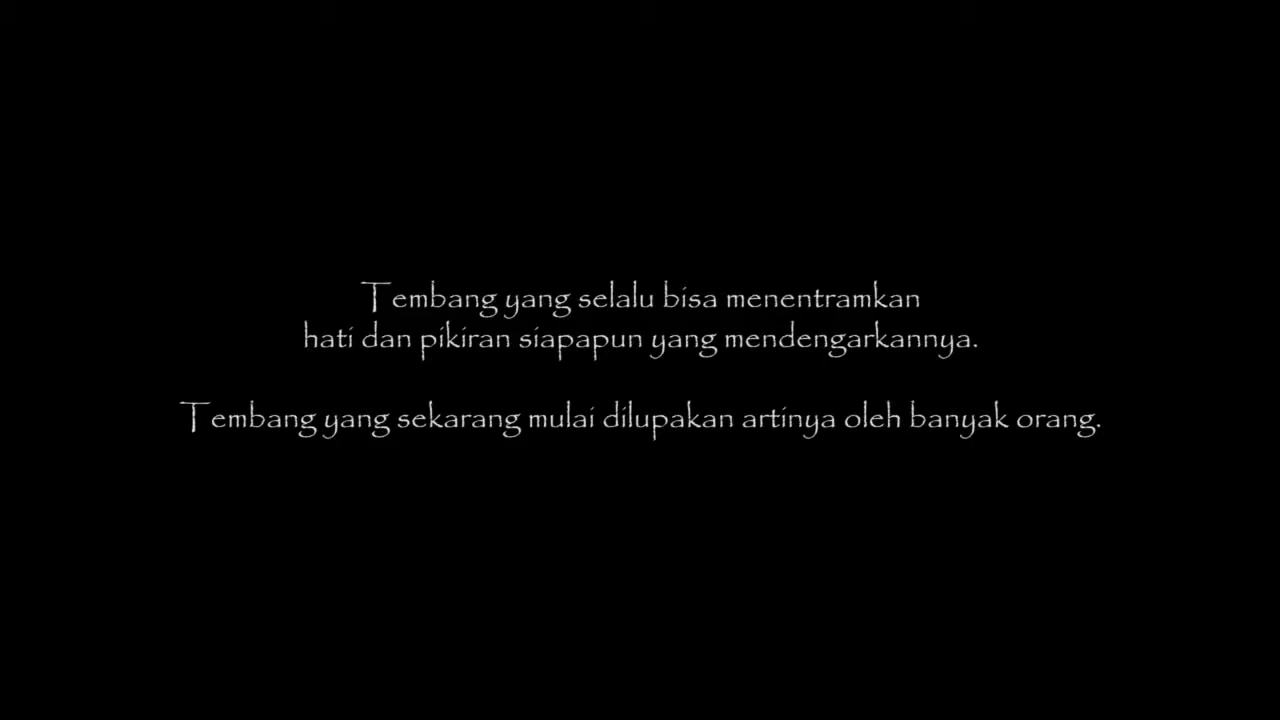 Tembang yang selalu bisa menentramkan
hati dan pikiran siapapun yang mendengarkannya.
Tembang yang sekarang mulai dilupakan artinya oleh banyak orang.